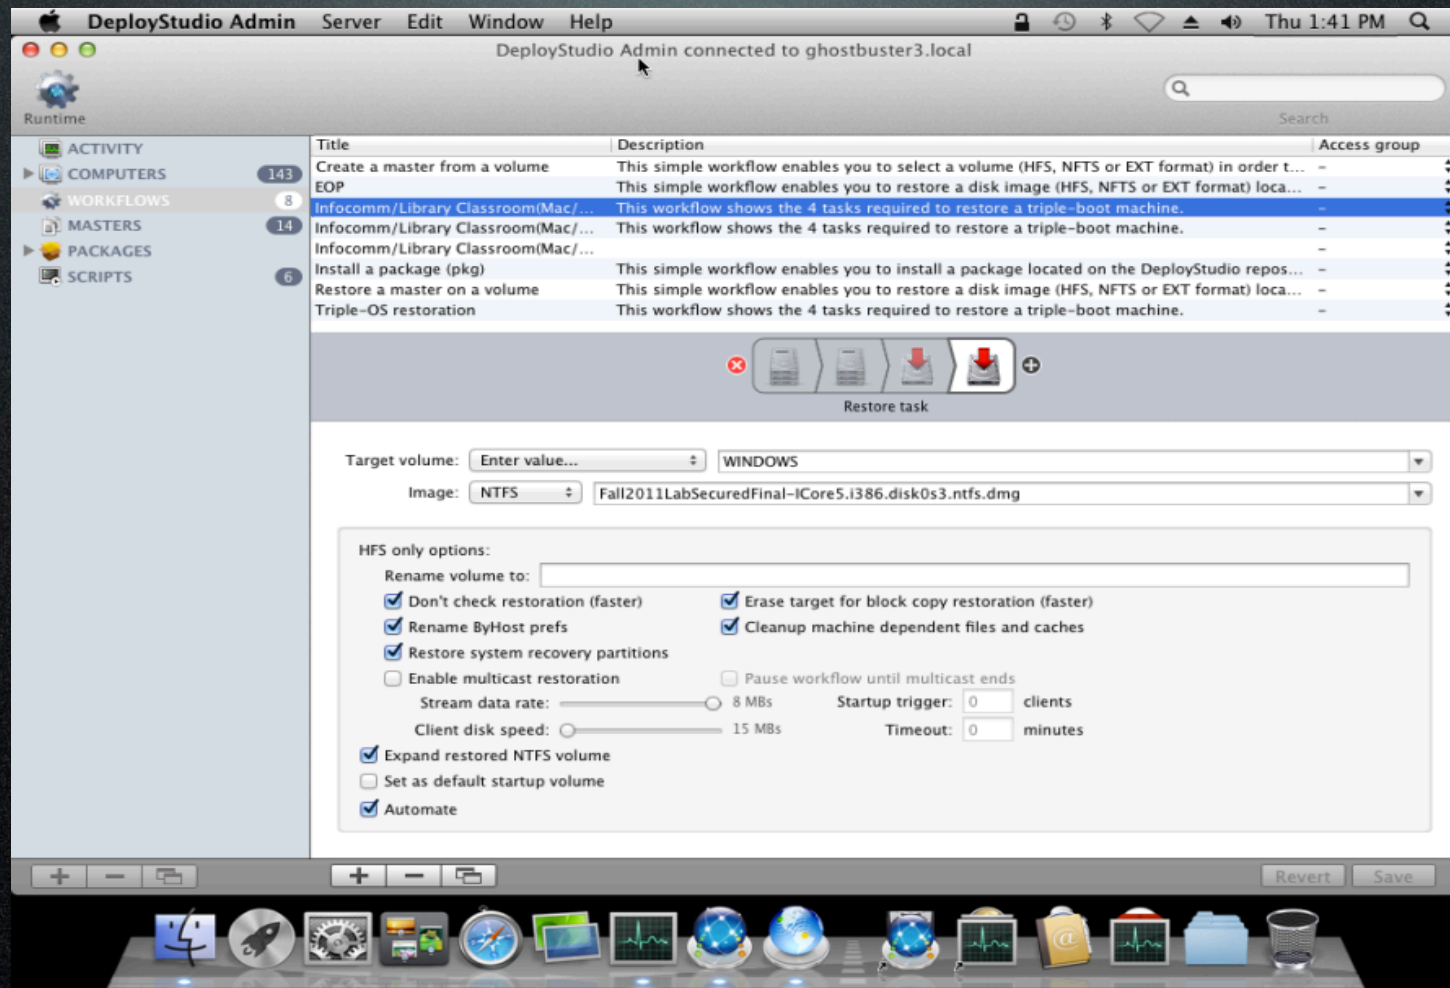 DeployStudio Admin Server Edit Window Help Thu 1:41 PM
DeployStudio Admin connected to ghostbuster3.local
Runtime
Search
ACTIVITY
COMPUTERS 143
WORKFLOWS 8
MASTERS 14
PACKAGES
SCRIPTS 6
Title Description Access group
Create a master from a volume This simple workflow enables you to select a volume (HFS, NFTS or EXT format) in order t... –
EOP This simple workflow enables you to restore a disk image (HFS, NFTS or EXT format) loca... –
Infocomm/Library Classroom(Mac/... This workflow shows the 4 tasks required to restore a triple-boot machine. –
Infocomm/Library Classroom(Mac/... This workflow shows the 4 tasks required to restore a triple-boot machine. –
Infocomm/Library Classroom(Mac/... –
Install a package (pkg) This simple workflow enables you to install a package located on the DeployStudio repos... –
Restore a master on a volume This simple workflow enables you to restore a disk image (HFS, NFTS or EXT format) loca... –
Triple-OS restoration This workflow shows the 4 tasks required to restore a triple-boot machine. –
Restore task
Target volume: Enter value... WINDOWS
Image: NTFS Fall2011LabSecuredFinal-ICore5.i386.disk0s3.ntfs.dmg
HFS only options:
Rename volume to:
Don't check restoration (faster) Erase target for block copy restoration (faster)
Rename ByHost prefs Cleanup machine dependent files and caches
Restore system recovery partitions
Enable multicast restoration Pause workflow until multicast ends
Stream data rate: 8 MBs Startup trigger: 0 clients
Client disk speed: 15 MBs Timeout: 0 minutes
Expand restored NTFS volume
Set as default startup volume
Automate
Revert Save